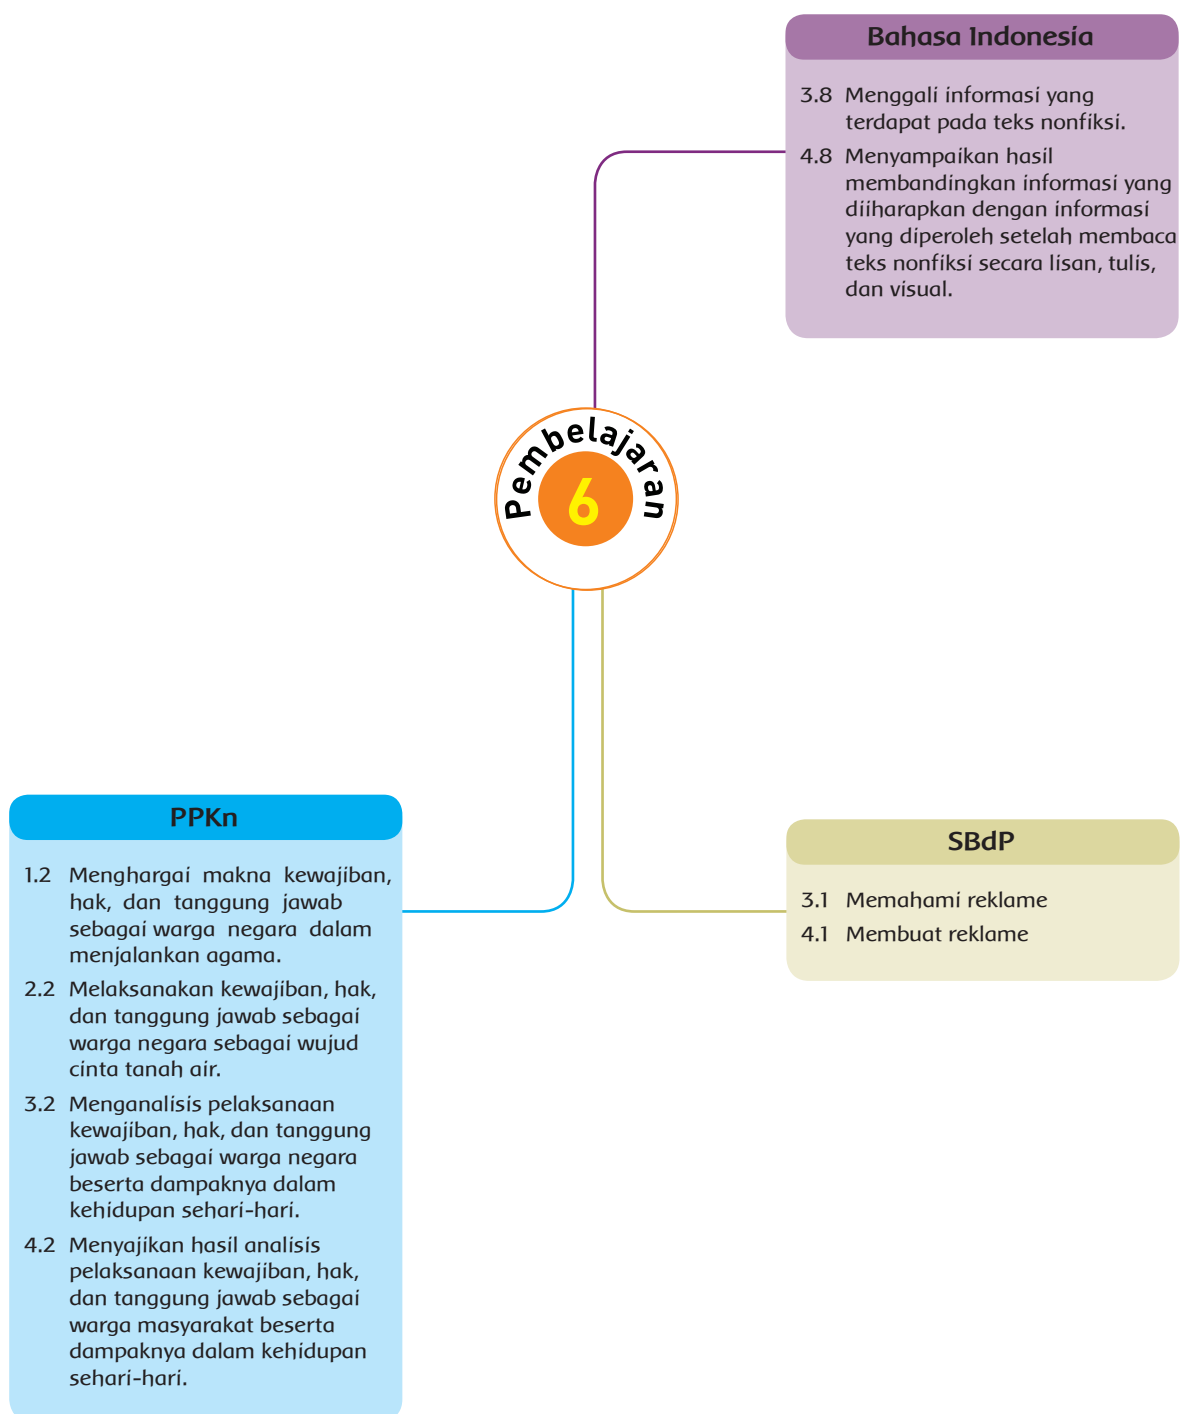 Bahasa Indonesia
3.8 Menggali informasi yang
terdapat pada teks nonfiksi.
4.8 Menyampaikan hasil
membandingkan informasi yang
diiharapkan dengan informasi
yang diperoleh setelah membaca
teks nonfiksi secara lisan, tulis,
dan visual.
Pembelajaran
6
PPKn
1.2 Menghargai makna kewajiban,
hak, dan tanggung jawab
sebagai warga negara dalam
menjalankan agama.
2.2 Melaksanakan kewajiban, hak,
dan tanggung jawab sebagai
warga negara sebagai wujud
cinta tanah air.
3.2 Menganalisis pelaksanaan
kewajiban, hak, dan tanggung
jawab sebagai warga negara
beserta dampaknya dalam
kehidupan sehari-hari.
4.2 Menyajikan hasil analisis
pelaksanaan kewajiban, hak,
dan tanggung jawab sebagai
warga masyarakat beserta
dampaknya dalam kehidupan
sehari-hari.
SBdP
3.1 Memahami reklame
4.1 Membuat reklame